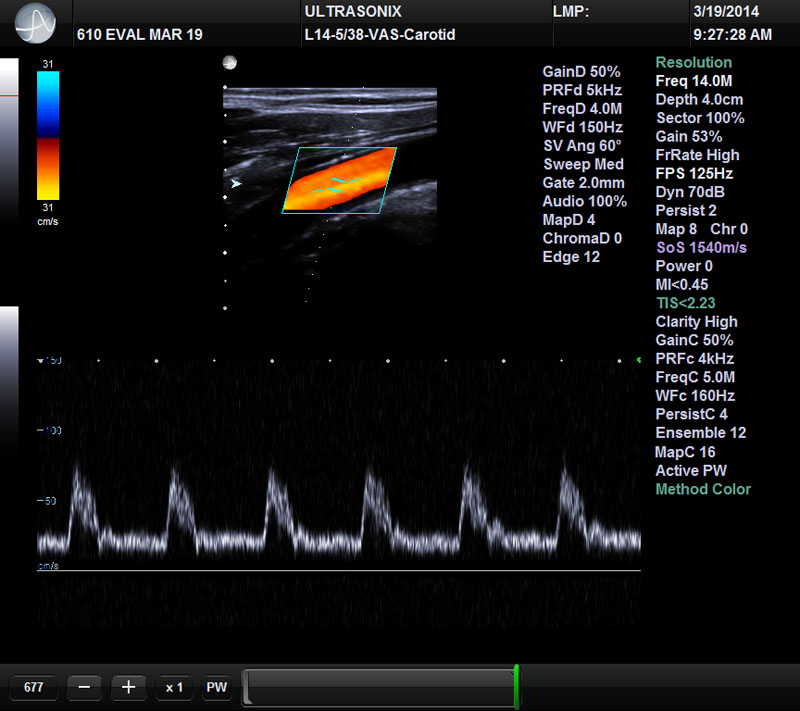 ULTRASONIX
LMP:
3/19/2014
610 EVAL MAR 19
L14-5/38-VAS-Carotid
9:27:28 AM
31
31
cm/s
GainD 50%
PRFd 5kHz
FreqD 4.0M
WFd 150Hz
SV Ang 60°
Sweep Med
Gate 2.0mm
Audio 100%
MapD 4
ChromaD 0
Edge 12
Resolution
Freq 14.0M
Depth 4.0cm
Sector 100%
Gain 53%
FrRate High
FPS 125Hz
Dyn 70dB
Persist 2
Map 8 Chr 0
SoS 1540m/s
Power 0
MI<0.45
TIS<2.23
Clarity High
GainC 50%
PRFc 4kHz
FreqC 5.0M
WFc 160Hz
PersistC 4
Ensemble 12
MapC 16
Active PW
Method Color
150
100
50
cm/s
677 − + x 1 PW